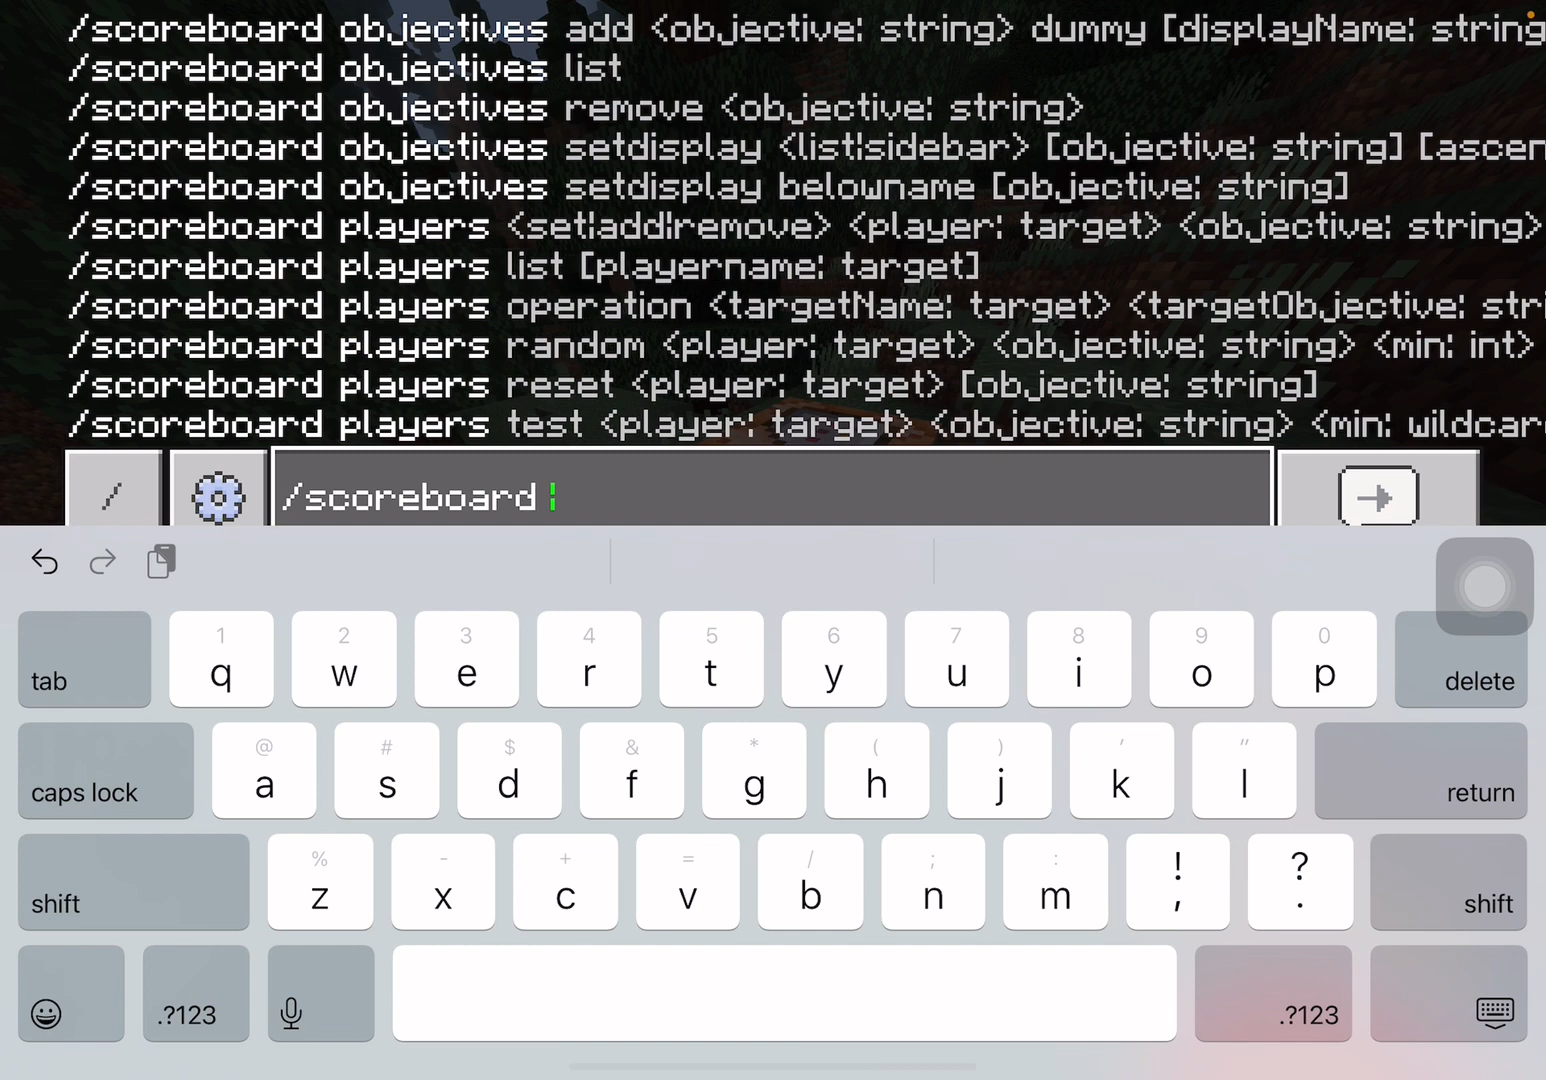 /scoreboard objectives add <objective: string> dummy [displayName: string
/scoreboard objectives list
/scoreboard objectives remove <objective: string>
/scoreboard objectives setdisplay <list¦sidebar> [objective: string] [ascen
/scoreboard objectives setdisplay belowname [objective: string]
/scoreboard players <set¦add¦remove> <player: target> <objective: string>
/scoreboard players list [playername: target]
/scoreboard players operation <targetName: target> <targetObjective: stri
/scoreboard players random <player: target> <objective: string> <min: int>
/scoreboard players reset <player: target> [objective: string]
/scoreboard players test <player: target> <objective: string> <min: wildcar
/ /scoreboard
1 2 3 4 5 6 7 8 9 0
tab q w e r t y u i o p delete
@ # $ & * ( ) ' "
caps lock a s d f g h j k l return
% - + = / ; : ! ?
shift z x c v b n m , . shift
.?123 .?123